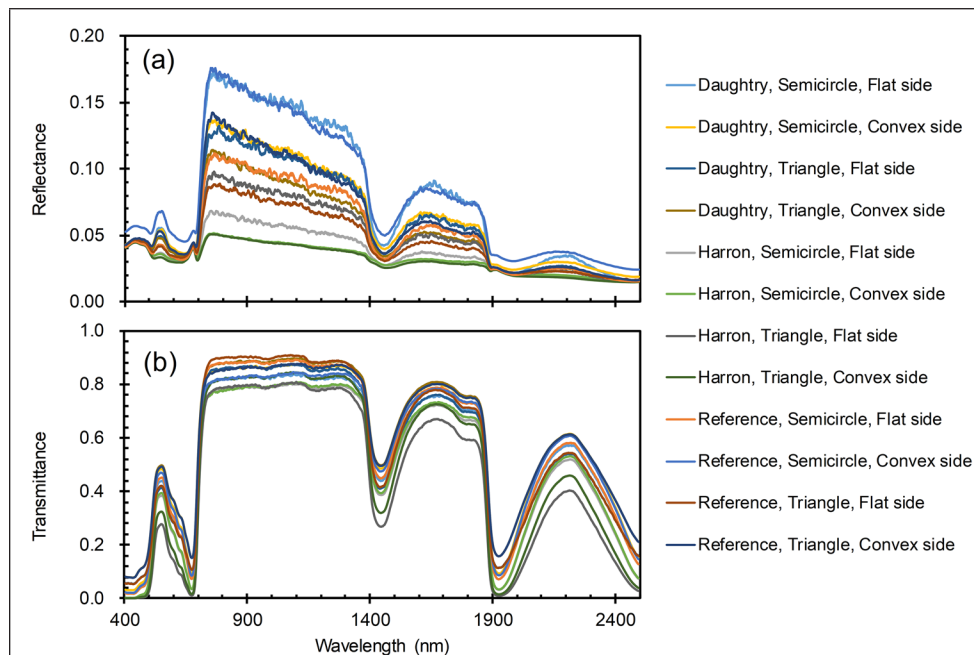 0.20
(a)
0.15
0.10
0.05
0.00
Reflectance
1.0
(b)
0.8
0.6
0.4
0.2
0.0
Transmittance
400 900 1400 1900 2400
Wavelength (nm)
Daughtry, Semicircle, Flat side
Daughtry, Semicircle, Convex side
Daughtry, Triangle, Flat side
Daughtry, Triangle, Convex side
Harron, Semicircle, Flat side
Harron, Semicircle, Convex side
Harron, Triangle, Flat side
Harron, Triangle, Convex side
Reference, Semicircle, Flat side
Reference, Semicircle, Convex side
Reference, Triangle, Flat side
Reference, Triangle, Convex side